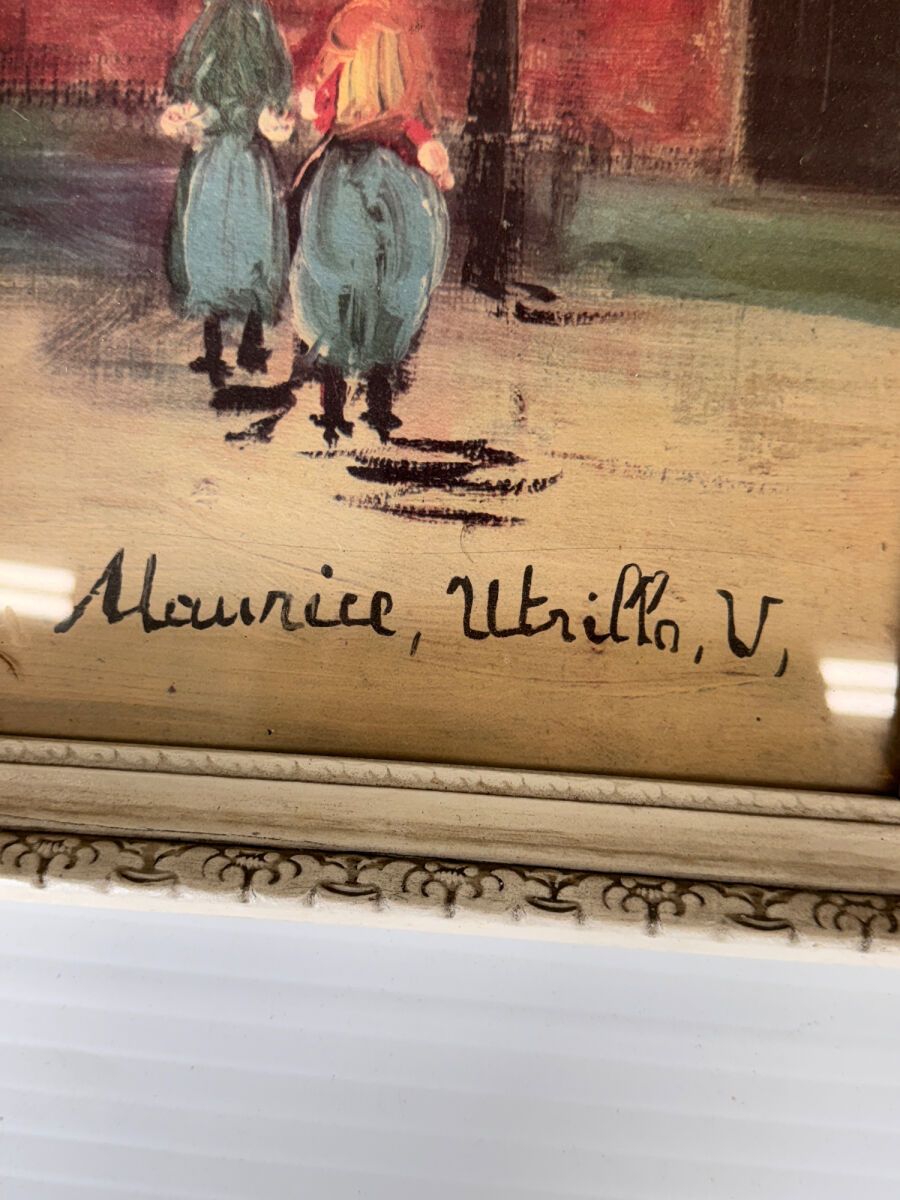 Maurice, Utrillo, V,